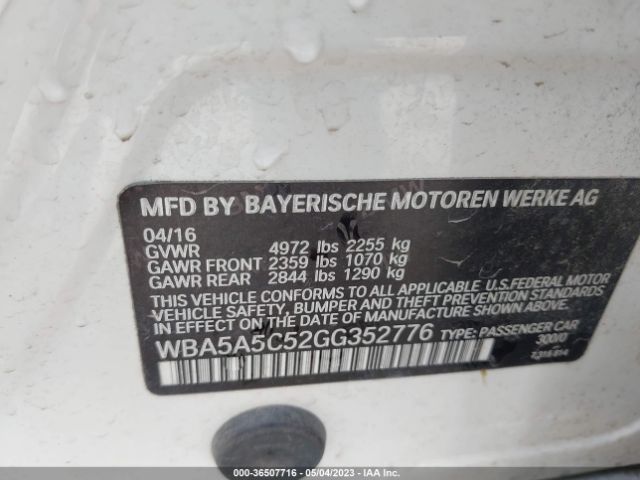 MFD BY BAYERISCHE MOTOREN WERKE AG
04/16
GVWR 4972 lbs 2255 kg
GAWR FRONT 2359 lbs 1070 kg
GAWR REAR 2844 lbs 1290 kg
THIS VEHICLE CONFORMS TO ALL APPLICABLE U.S.FEDERAL MOTOR
VEHICLE SAFETY, BUMPER AND THEFT PREVENTION STANDARDS
IN EFFECT ON THE DATE OF MANUFACTURE SHOWN ABOVE.
WBA5A5C52GG352776 TYPE: PASSENGER CAR
300/0
000-36507716 - 05/04/2023 - IAA Inc.